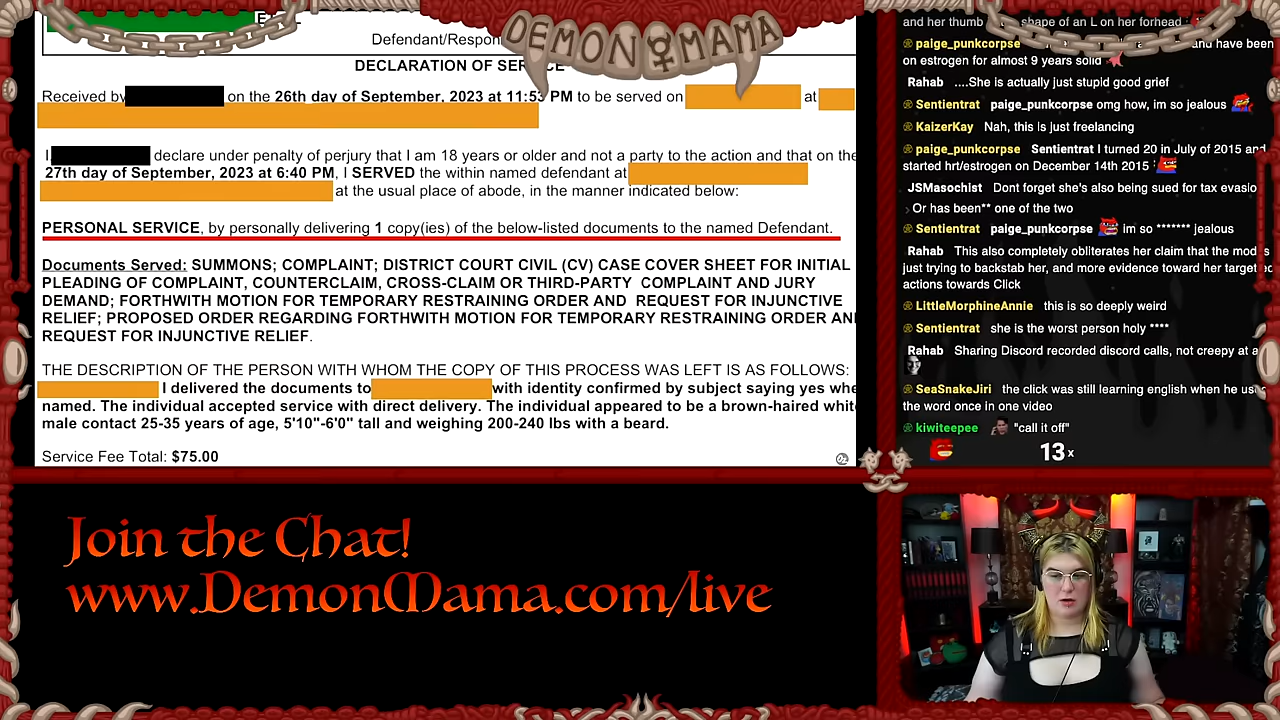 DEMON MAMA
Defendant/Respon
DECLARATION OF SERVICE
Received by on the 26th day of September, 2023 at 11:53 PM to be served on at
I, declare under penalty of perjury that I am 18 years or older and not a party to the action and that on the
27th day of September, 2023 at 6:40 PM, I SERVED the within named defendant at
at the usual place of abode, in the manner indicated below:
PERSONAL SERVICE, by personally delivering 1 copy(ies) of the below-listed documents to the named Defendant.
Documents Served: SUMMONS; COMPLAINT; DISTRICT COURT CIVIL (CV) CASE COVER SHEET FOR INITIAL
PLEADING OF COMPLAINT, COUNTERCLAIM, CROSS-CLAIM OR THIRD-PARTY COMPLAINT AND JURY
DEMAND; FORTHWITH MOTION FOR TEMPORARY RESTRAINING ORDER AND REQUEST FOR INJUNCTIVE
RELIEF; PROPOSED ORDER REGARDING FORTHWITH MOTION FOR TEMPORARY RESTRAINING ORDER AN
REQUEST FOR INJUNCTIVE RELIEF.
THE DESCRIPTION OF THE PERSON WITH WHOM THE COPY OF THIS PROCESS WAS LEFT IS AS FOLLOWS:
I delivered the documents to with identity confirmed by subject saying yes whe
named. The individual accepted service with direct delivery. The individual appeared to be a brown-haired whit
male contact 25-35 years of age, 5'10"-6'0" tall and weighing 200-240 lbs with a beard.
Service Fee Total: $75.00
and her thumb shape of an L on her forhead
paige_punkcorpse and have been
on estrogen for almost 9 years solid
Rahab ....She is actually just stupid good grief
Sentientrat paige_punkcorpse omg how, im so jealous
KaizerKay Nah, this is just freelancing
paige_punkcorpse Sentientrat I turned 20 in July of 2015 and
started hrt/estrogen on December 14th 2015
JSMasochist Dont forget she's also being sued for tax evasio
Or has been** one of the two
Sentientrat paige_punkcorpse im so ******* jealous
Rahab This also completely obliterates her claim that the mod s
just trying to backstab her, and more evidence toward her targeted
actions towards Click
LittleMorphineAnnie this is so deeply weird
Sentientrat she is the worst person holy ****
Rahab Sharing Discord recorded discord calls, not creepy at a
SeaSnakeJiri the click was still learning english when he us
the word once in one video
kiwiteepee "call it off"
13 x
Join the Chat!
www.DemonMama.com/live